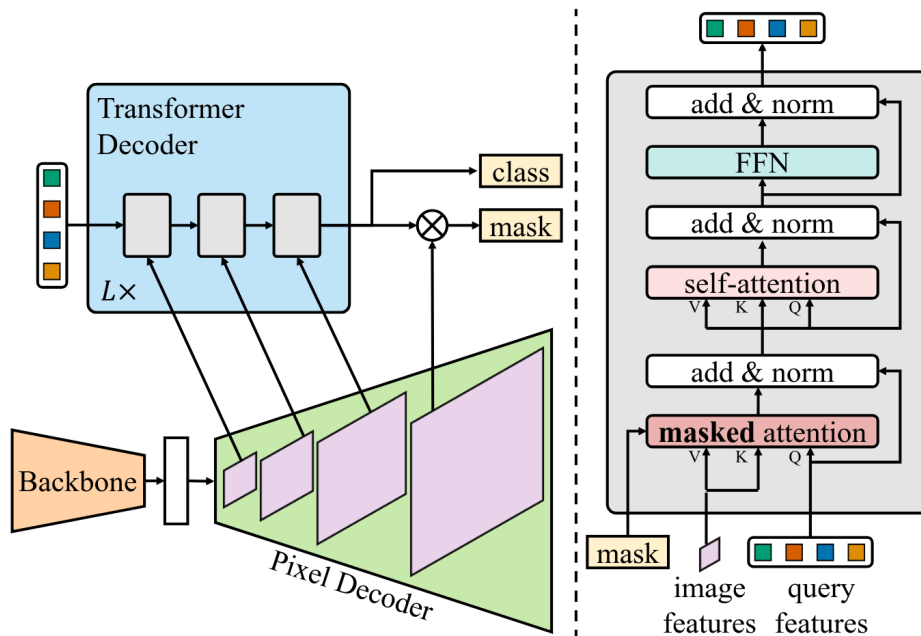 Transformer
Decoder
L×
class
mask
Backbone
Pixel Decoder
add & norm
FFN
add & norm
self-attention
V K Q
add & norm
masked attention
V K Q
mask
image
features
query
features